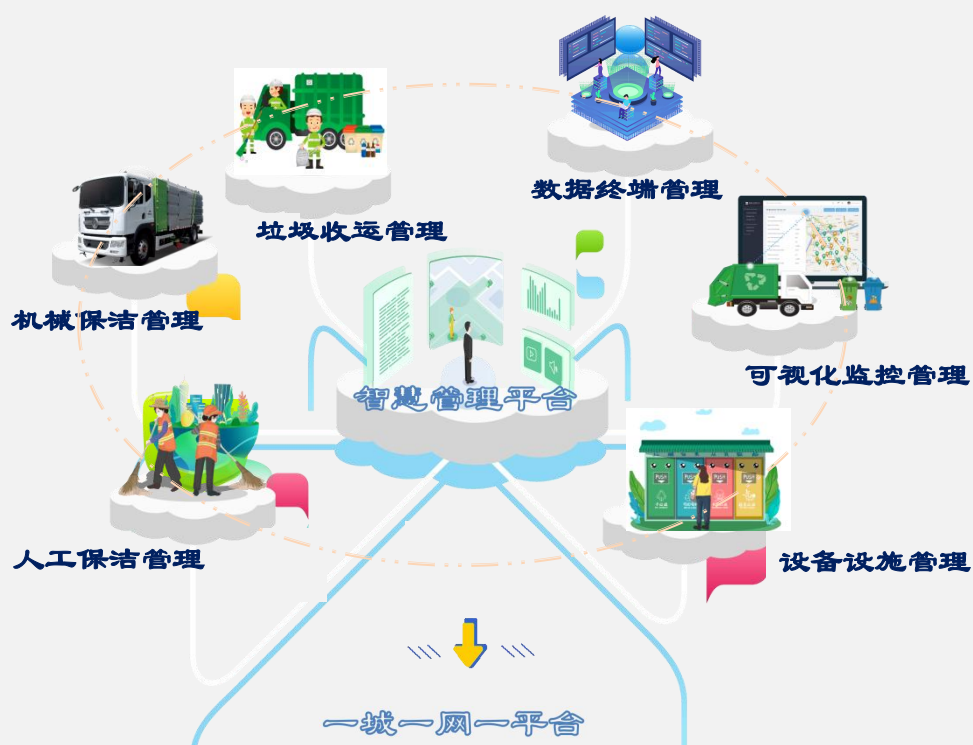 数据终端管理
垃圾收运管理
机械保洁管理
可视化监控管理
智慧管理平台
人工保洁管理
设备设施管理
一城一网一平台